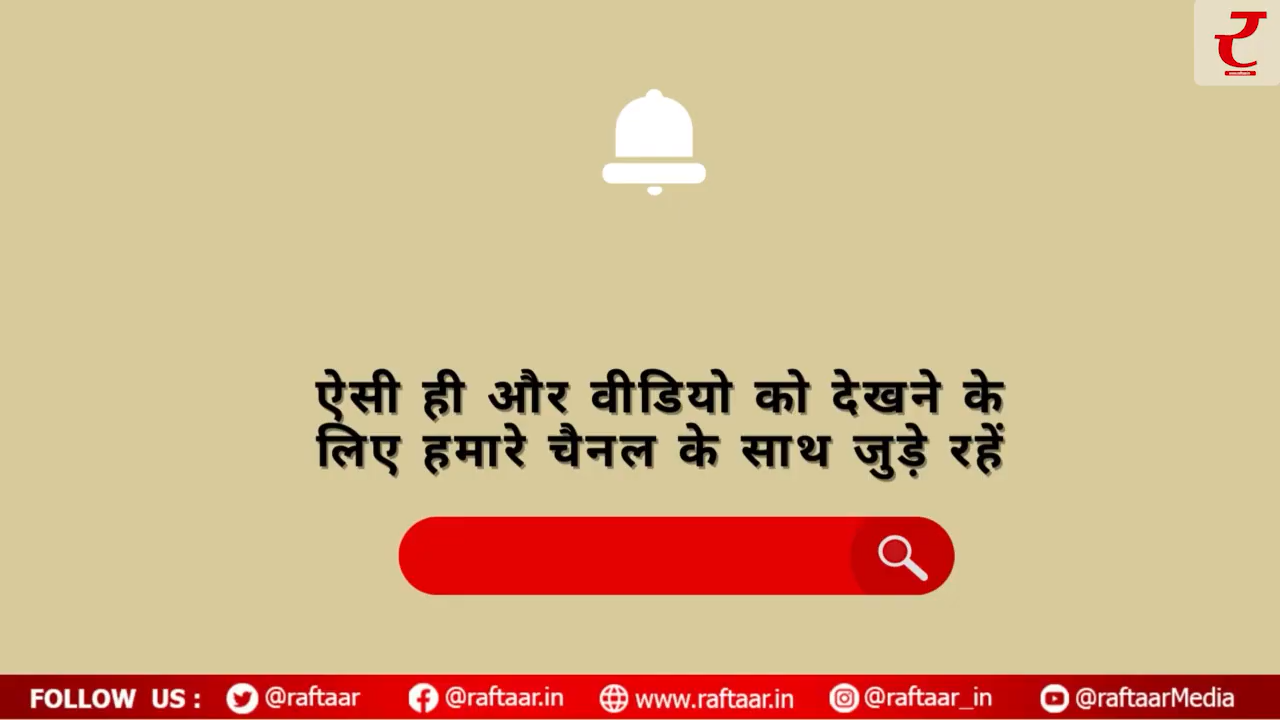 ऐसी ही और वीडियो को देखने के
लिए हमारे चैनल के साथ जुड़े रहें
FOLLOW US : @raftaar @raftaar.in www.raftaar.in @raftaar_in @raftaarMedia